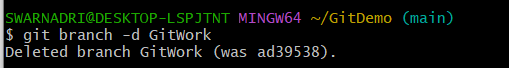 SWARNADRI@DESKTOP-LSPJTNT MINGW64 ~/GitDemo (main)
$ git branch -d GitWork
Deleted branch GitWork (was ad39538).